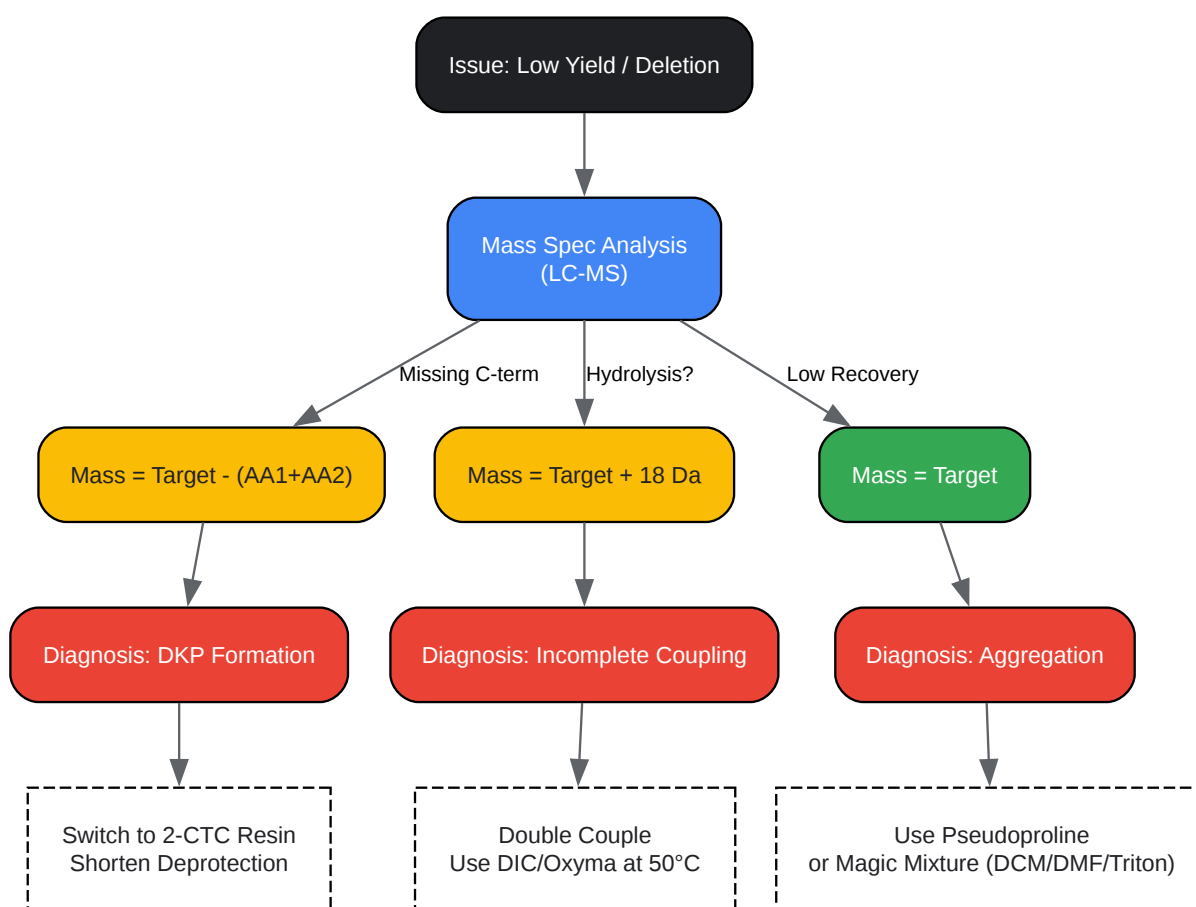 Issue: Low Yield / Deletion
Mass Spec Analysis
(LC-MS)
Missing C-term
Hydrolysis?
Low Recovery
Mass = Target - (AA1+AA2)
Mass = Target + 18 Da
Mass = Target
Diagnosis: DKP Formation
Diagnosis: Incomplete Coupling
Diagnosis: Aggregation
Switch to 2-CTC Resin
Shorten Deprotection
Double Couple
Use DIC/Oxyma at 50°C
Use Pseudoproline
or Magic Mixture (DCM/DMF/Triton)